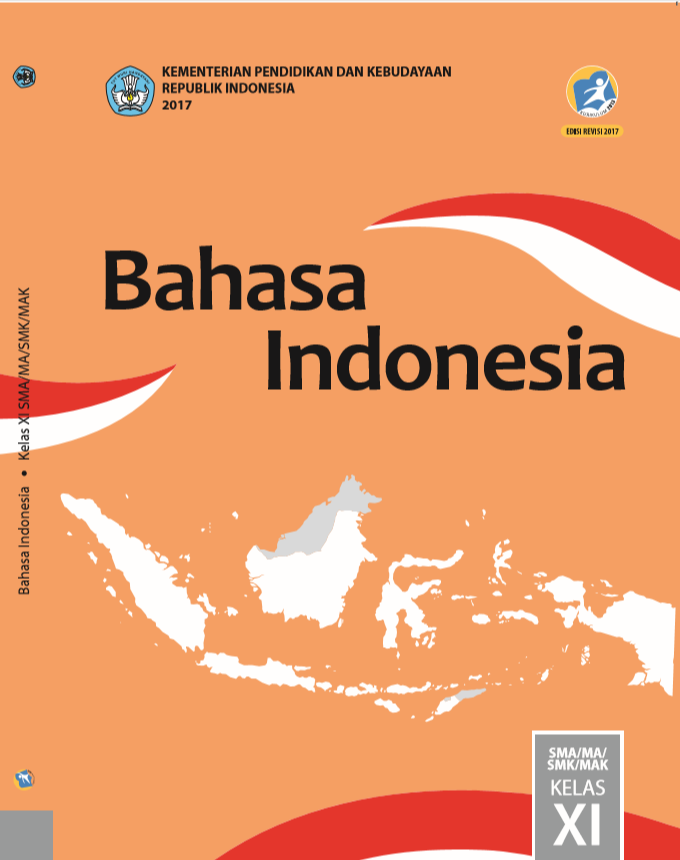 KEMENTERIAN PENDIDIKAN DAN KEBUDAYAAN
REPUBLIK INDONESIA
2017
EDISI REVISI 2017
Bahasa
Indonesia
Bahasa Indonesia • Kelas XI SMA/MA/SMK/MAK
SMA/MA/
SMK/MAK
KELAS
XI